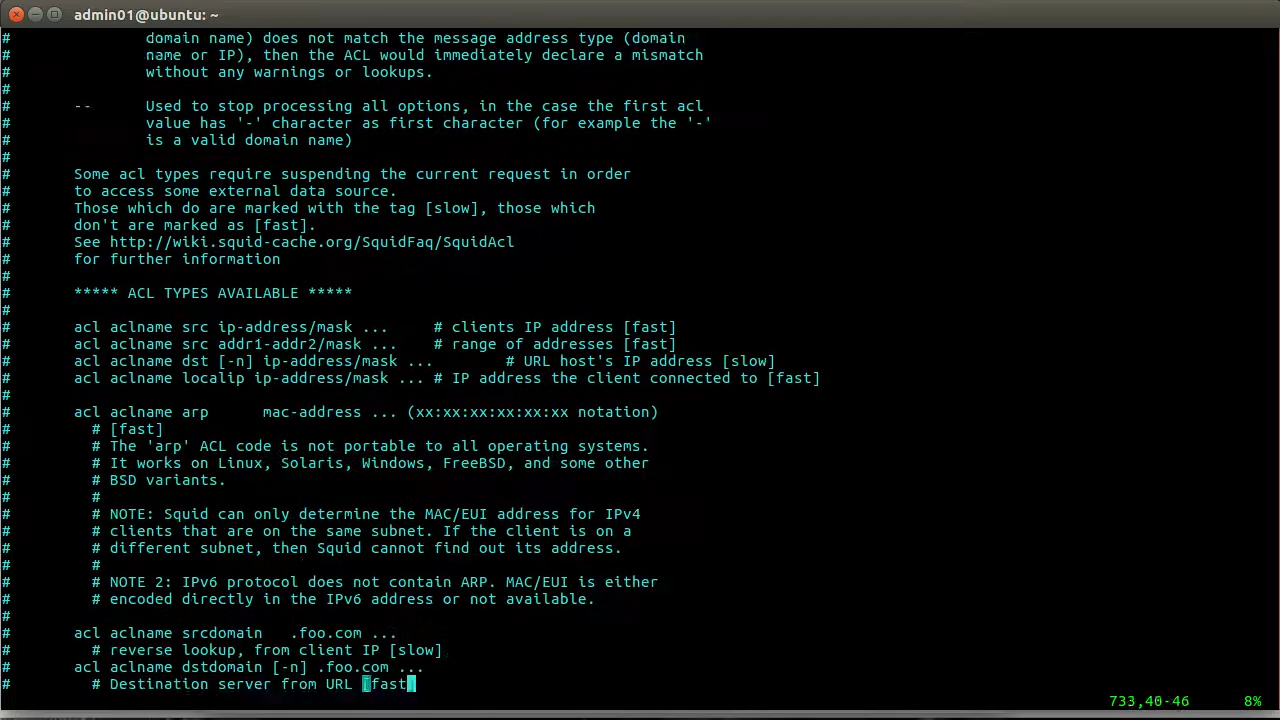 admin01@ubuntu: ~
# domain name) does not match the message address type (domain
# name or IP), then the ACL would immediately declare a mismatch
# without any warnings or lookups.
#
# -- Used to stop processing all options, in the case the first acl
# value has '-' character as first character (for example the '-'
# is a valid domain name)
#
# Some acl types require suspending the current request in order
# to access some external data source.
# Those which do are marked with the tag [slow], those which
# don't are marked as [fast].
# See http://wiki.squid-cache.org/SquidFaq/SquidAcl
# for further information
#
# ***** ACL TYPES AVAILABLE *****
#
# acl aclname src ip-address/mask ... # clients IP address [fast]
# acl aclname src addr1-addr2/mask ... # range of addresses [fast]
# acl aclname dst [-n] ip-address/mask ... # URL host's IP address [slow]
# acl aclname localip ip-address/mask ... # IP address the client connected to [fast]
#
# acl aclname arp mac-address ... (xx:xx:xx:xx:xx:xx notation)
# # [fast]
# # The 'arp' ACL code is not portable to all operating systems.
# # It works on Linux, Solaris, Windows, FreeBSD, and some other
# # BSD variants.
# #
# # NOTE: Squid can only determine the MAC/EUI address for IPv4
# # clients that are on the same subnet. If the client is on a
# # different subnet, then Squid cannot find out its address.
# #
# # NOTE 2: IPv6 protocol does not contain ARP. MAC/EUI is either
# # encoded directly in the IPv6 address or not available.
#
# acl aclname srcdomain .foo.com ...
# # reverse lookup, from client IP [slow]
# acl aclname dstdomain [-n] .foo.com ...
# # Destination server from URL [fast]
733,40-46 8%